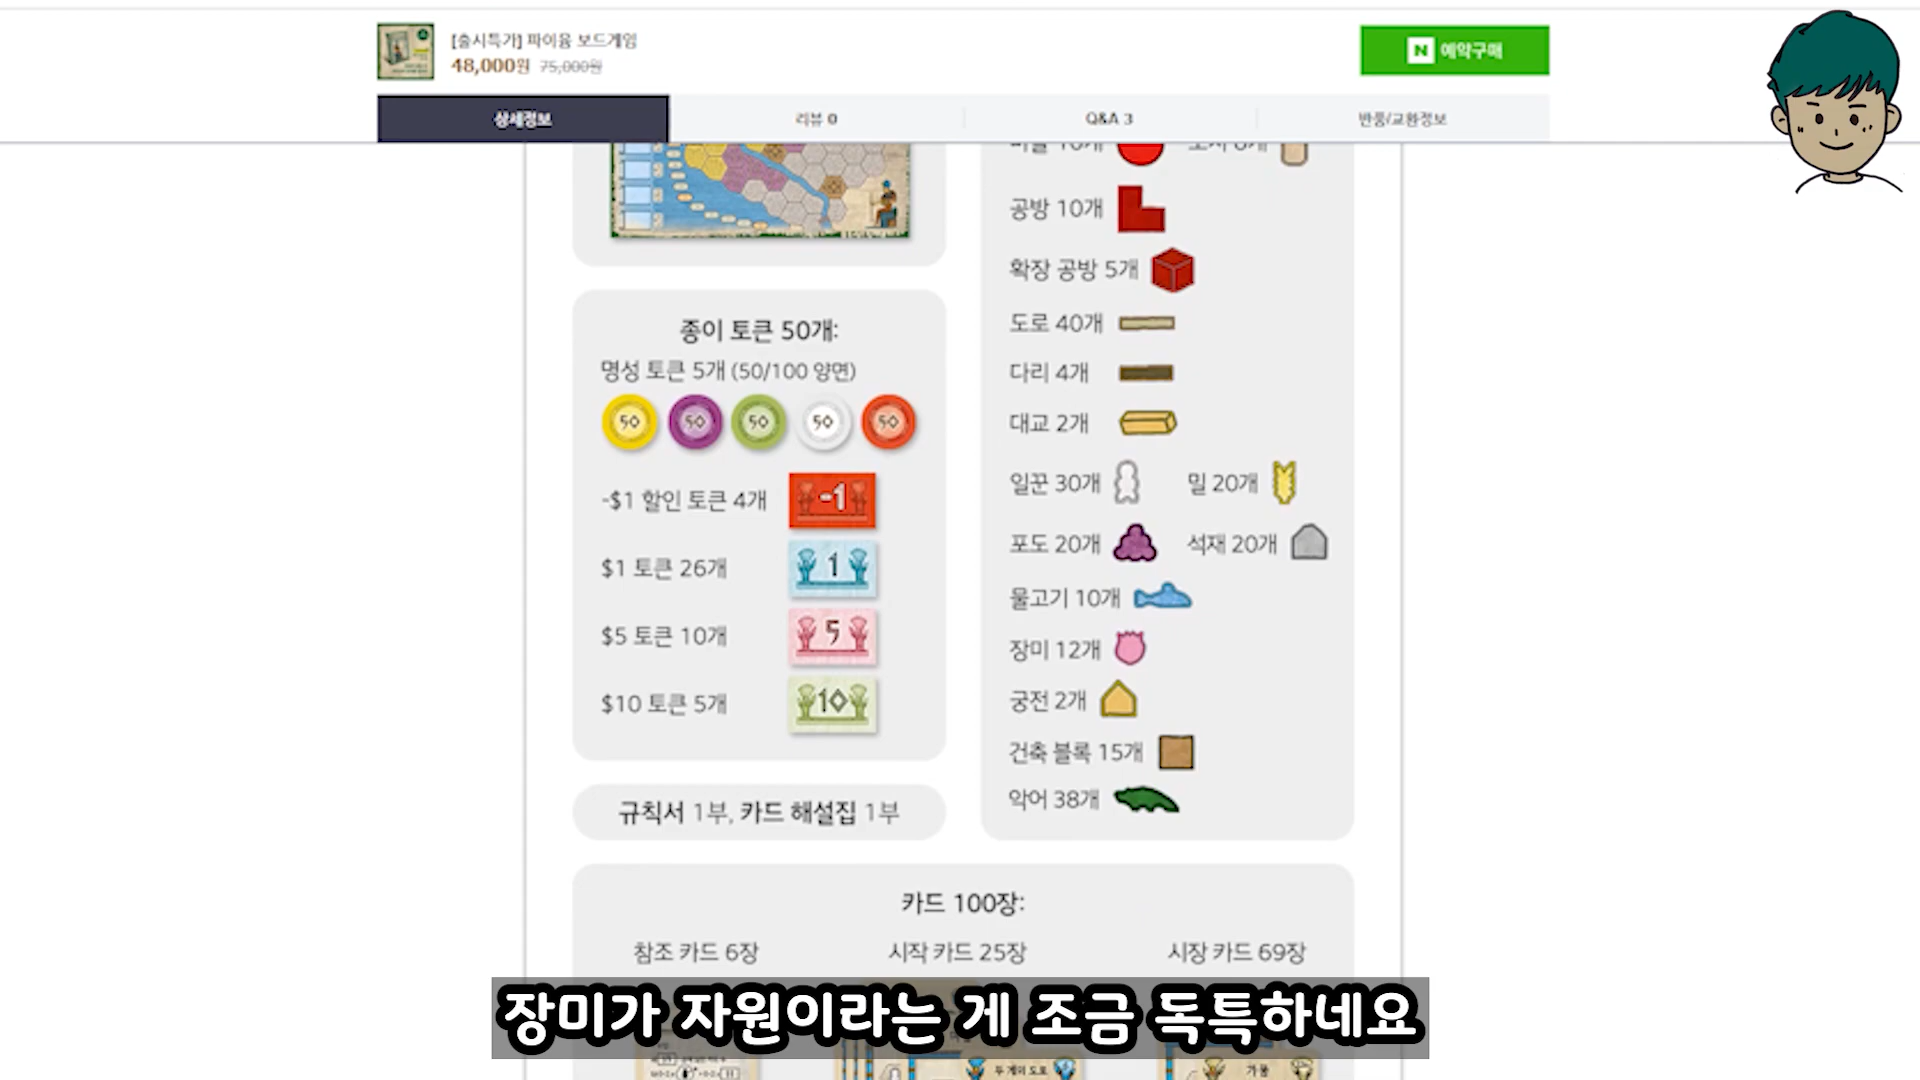 [출시특가] 파이윰 보드게임
48,000원 75,000원
N 예약구매
상세정보
리뷰 0
Q&A 3
반품/교환정보
공방 10개
확장 공방 5개
도로 40개
다리 4개
대교 2개
일꾼 30개 밀 20개
포도 20개 석재 20개
물고기 10개
장미 12개
궁전 2개
건축 블록 15개
악어 38개
종이 토큰 50개:
명성 토큰 5개 (50/100 양면)
50 50 50 50 50
-$1 할인 토큰 4개 -1
$1 토큰 26개 1
$5 토큰 10개 5
$10 토큰 5개 10
규칙서 1부, 카드 해설집 1부
카드 100장:
참조 카드 6장 시작 카드 25장 시장 카드 69장
장미가 자원이라는 게 조금 독특하네요
두 개의 도로
가뭄